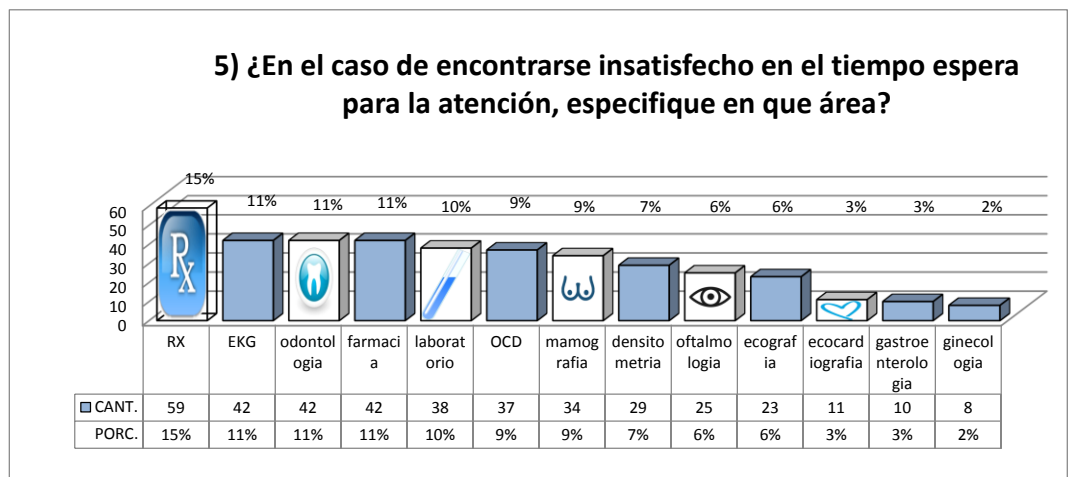 5) ¿En el caso de encontrarse insatisfecho en el tiempo espera
para la atención, especifique en que área?
15% 11% 11% 11% 10% 9% 9% 7% 6% 6% 3% 3% 2%
60
50
40
30
20
10
0
Rx
RX EKG odontol farmaci laborat OCD mamog densito oftalmo ecograf ecocard gastroe ginecol
ogia a orio rafia metria logia ia iografia nterolo ogia
gia
CANT. 59 42 42 42 38 37 34 29 25 23 11 10 8
PORC. 15% 11% 11% 11% 10% 9% 9% 7% 6% 6% 3% 3% 2%